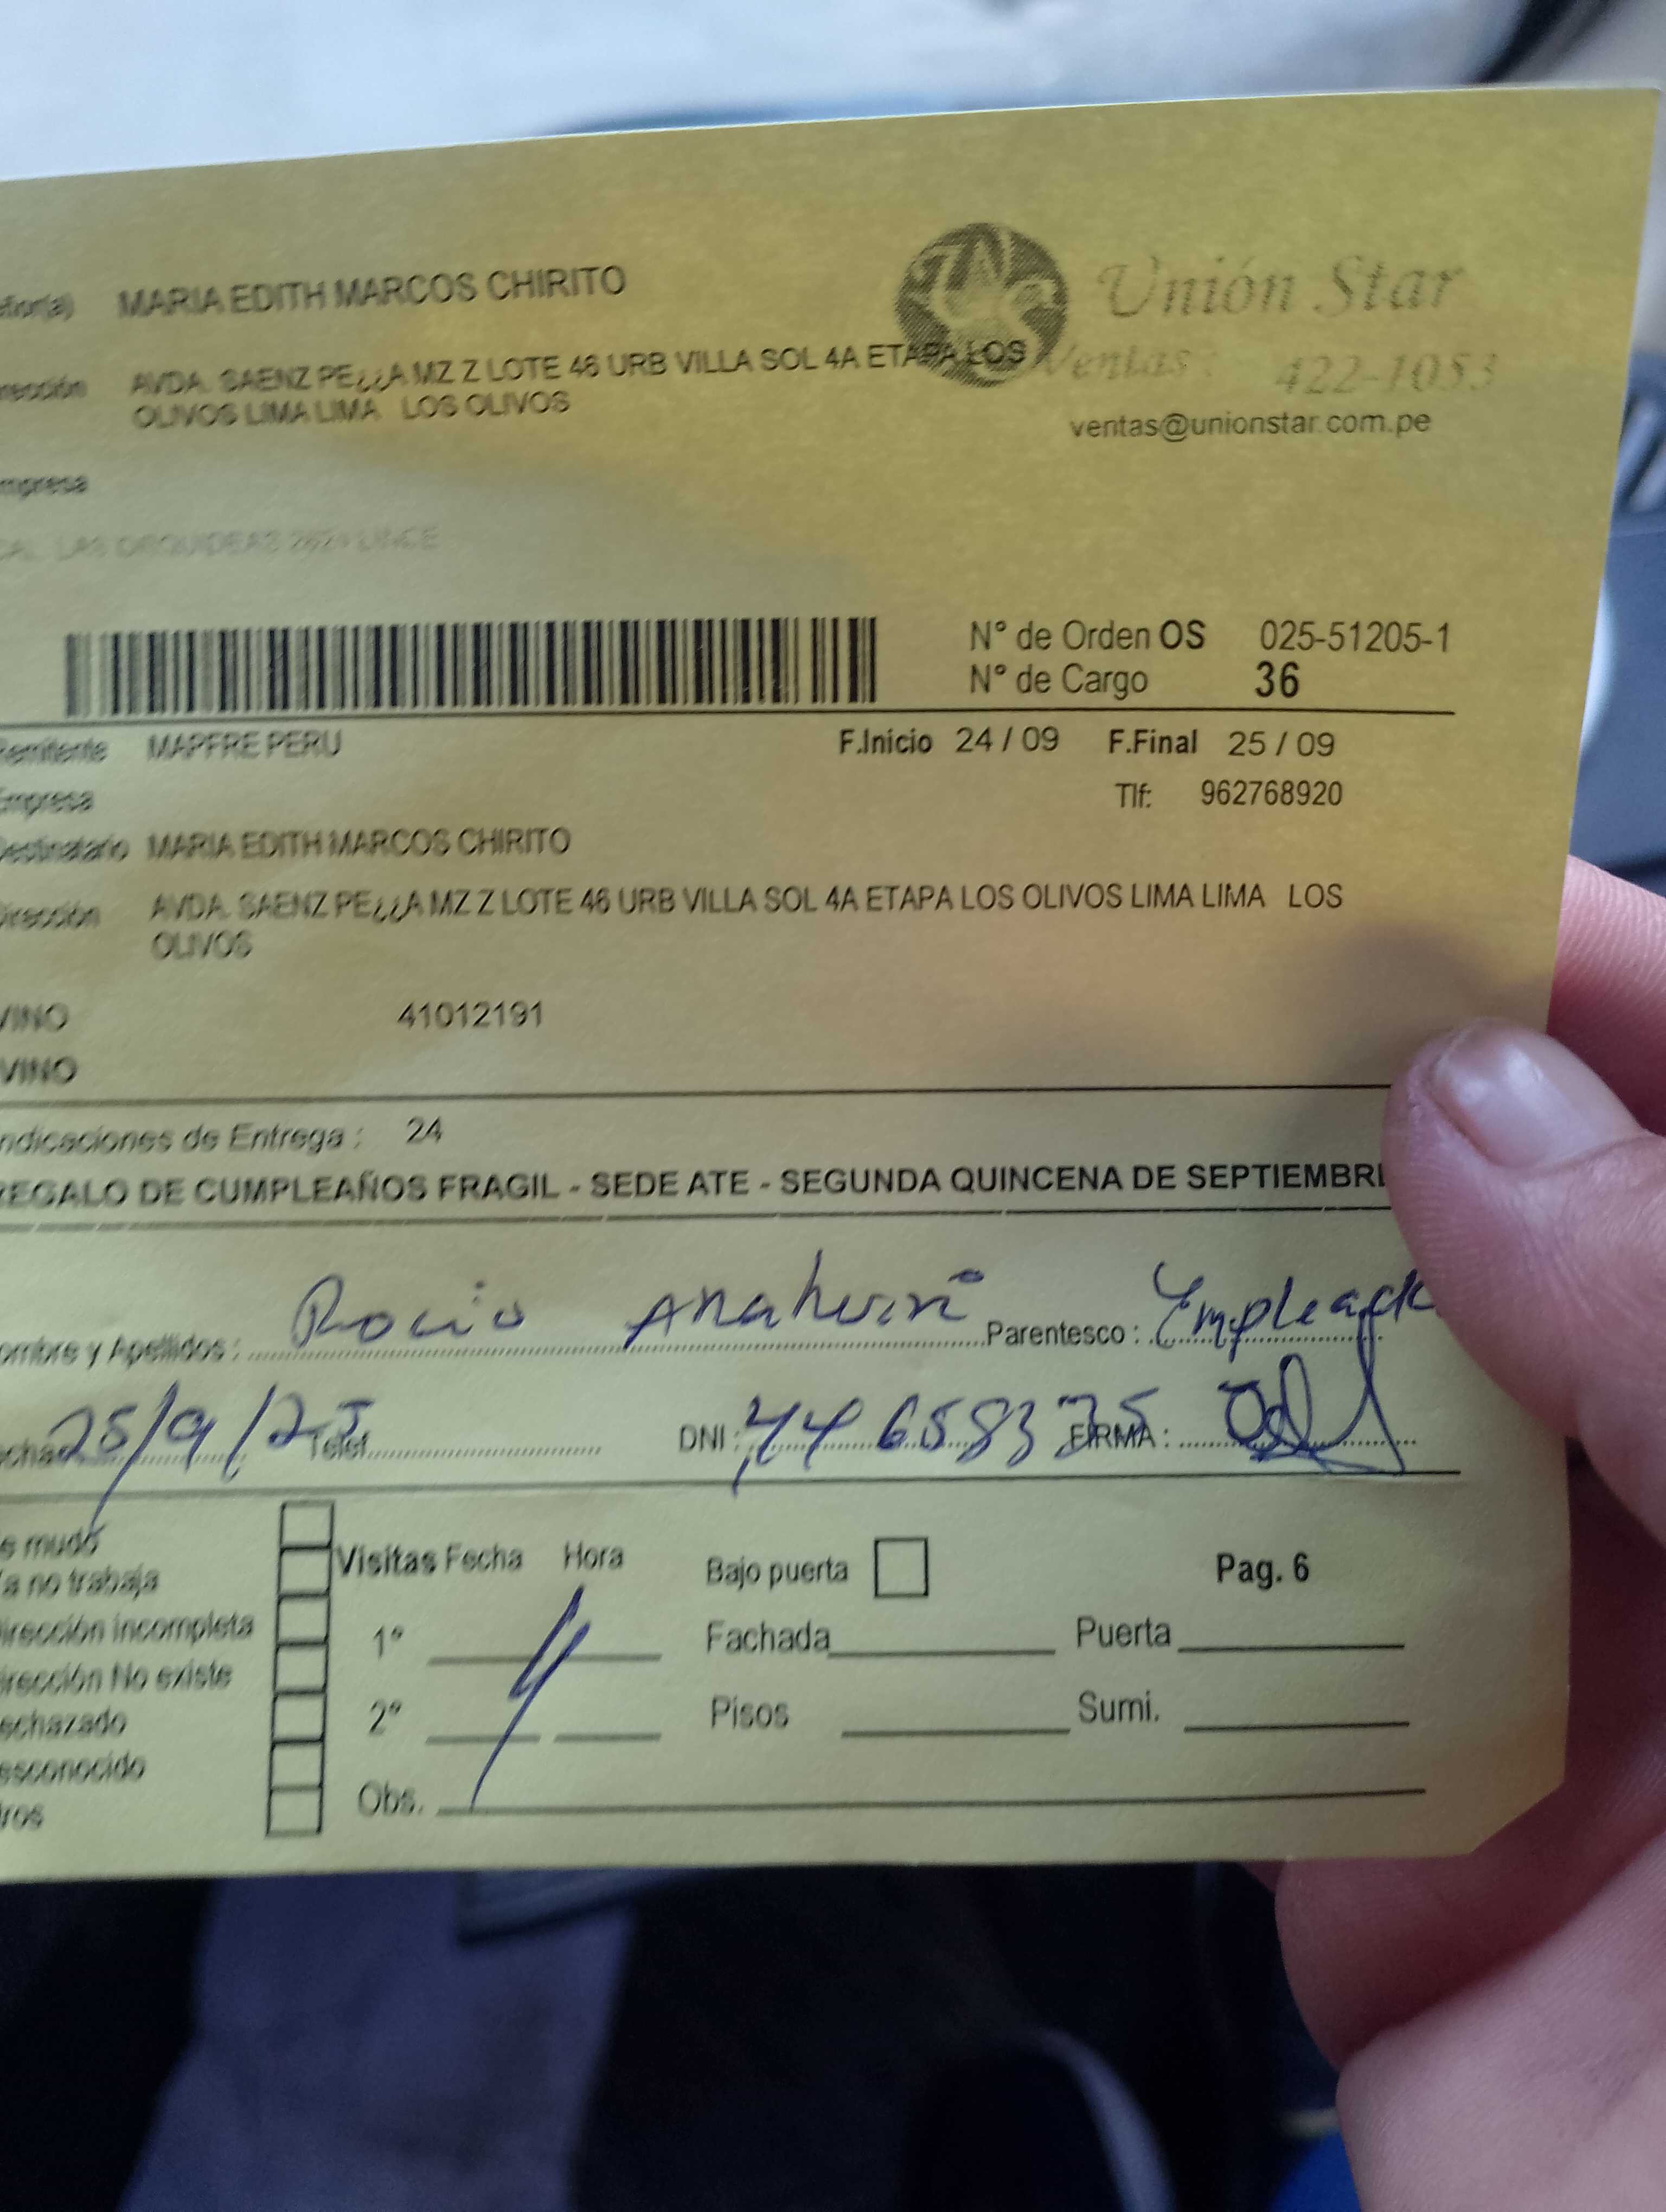 MARIA EDITH MARCOS CHIRITO
Unión Star
AVDA. SAENZ PE¿¿A MZ Z LOTE 46 URB VILLA SOL 4A ETAPA LOS
OLIVOS LIMA LIMA LOS OLIVOS
Ventas: 422-1053
ventas@unionstar.com.pe
mpresa
CAL. LAS ORQUIDEAS LINCE
N° de Orden OS 025-51205-1
N° de Cargo 36
Remitente MAPFRE PERU
F.Inicio 24 / 09 F.Final 25 / 09
Empresa
Tlf: 962768920
Destinatario MARIA EDITH MARCOS CHIRITO
Dirección AVDA. SAENZ PE¿¿A MZ Z LOTE 46 URB VILLA SOL 4A ETAPA LOS OLIVOS LIMA LIMA LOS
OLIVOS
VINO 41012191
VINO
ndicaciones de Entrega : 24
REGALO DE CUMPLEAÑOS FRAGIL - SEDE ATE - SEGUNDA QUINCENA DE SEPTIEMBRE
ombre y Apellidos : Rocio Parentesco : Empleada
echa 25/9/25 Telef. DNI : 44658375 FIRMA :
e mudó
a no trabaja
Visitas Fecha Hora Bajo puerta Pag. 6
irección incompleta
1° Fachada Puerta
irección No existe
echazado
2° Pisos Sumi.
esconocido
Obs.
tros